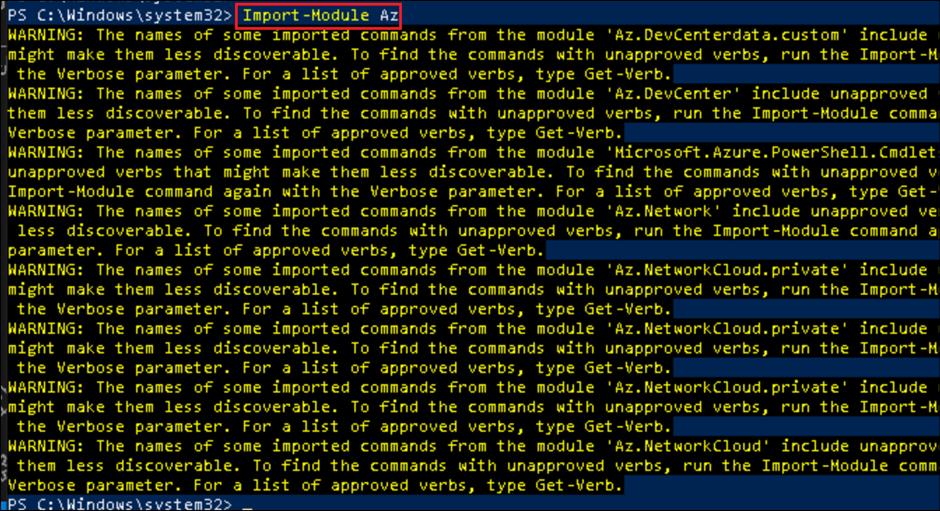 PS C:\Windows\system32> Import-Module Az
WARNING: The names of some imported commands from the module 'Az.DevCenterdata.custom' include
might make them less discoverable. To find the commands with unapproved verbs, run the Import-M
the Verbose parameter. For a list of approved verbs, type Get-Verb.
WARNING: The names of some imported commands from the module 'Az.DevCenter' include unapproved
them less discoverable. To find the commands with unapproved verbs, run the Import-Module comma
Verbose parameter. For a list of approved verbs, type Get-Verb.
WARNING: The names of some imported commands from the module 'Microsoft.Azure.PowerShell.Cmdlet
unapproved verbs that might make them less discoverable. To find the commands with unapproved v
Import-Module command again with the Verbose parameter. For a list of approved verbs, type Get-
WARNING: The names of some imported commands from the module 'Az.Network' include unapproved ve
less discoverable. To find the commands with unapproved verbs, run the Import-Module command a
parameter. For a list of approved verbs, type Get-Verb.
WARNING: The names of some imported commands from the module 'Az.NetworkCloud.private' include
might make them less discoverable. To find the commands with unapproved verbs, run the Import-M
the Verbose parameter. For a list of approved verbs, type Get-Verb.
WARNING: The names of some imported commands from the module 'Az.NetworkCloud.private' include
might make them less discoverable. To find the commands with unapproved verbs, run the Import-M
the Verbose parameter. For a list of approved verbs, type Get-Verb.
WARNING: The names of some imported commands from the module 'Az.NetworkCloud.private' include
might make them less discoverable. To find the commands with unapproved verbs, run the Import-M
the Verbose parameter. For a list of approved verbs, type Get-Verb.
WARNING: The names of some imported commands from the module 'Az.NetworkCloud' include unapprov
them less discoverable. To find the commands with unapproved verbs, run the Import-Module comm
Verbose parameter. For a list of approved verbs, type Get-Verb.
PS C:\Windows\system32> _